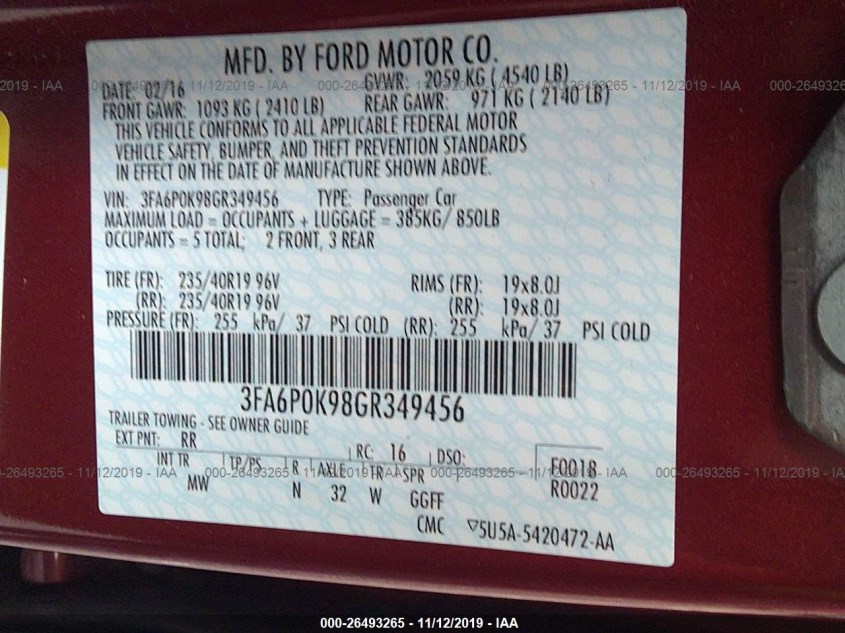 MFD. BY FORD MOTOR CO.
DATE: 02/16 GVWR: 2059 KG ( 4540 LB)
FRONT GAWR: 1093 KG ( 2410 LB) REAR GAWR: 971 KG ( 2140 LB)
THIS VEHICLE CONFORMS TO ALL APPLICABLE FEDERAL MOTOR
VEHICLE SAFETY, BUMPER, AND THEFT PREVENTION STANDARDS
IN EFFECT ON THE DATE OF MANUFACTURE SHOWN ABOVE.
VIN: 3FA6P0K98GR349456 TYPE: Passenger Car
MAXIMUM LOAD = OCCUPANTS + LUGGAGE = 385KG/ 850LB
OCCUPANTS = 5 TOTAL; 2 FRONT, 3 REAR
TIRE (FR): 235/40R19 96V RIMS (FR): 19x8.0J
(RR): 235/40R19 96V (RR): 19x8.0J
PRESSURE (FR): 255 kPa/ 37 PSI COLD (RR): 255 kPa/ 37 PSI COLD
3FA6P0K98GR349456
TRAILER TOWING - SEE OWNER GUIDE
EXT PNT: RR RC: 16 DSO:
INT TR TP/PS R AXLE TR SPR F0018
MW N 32 W GGFF R0022
CMC ▽5U5A-5420472-AA
000-26493265 - 11/12/2019 - IAA